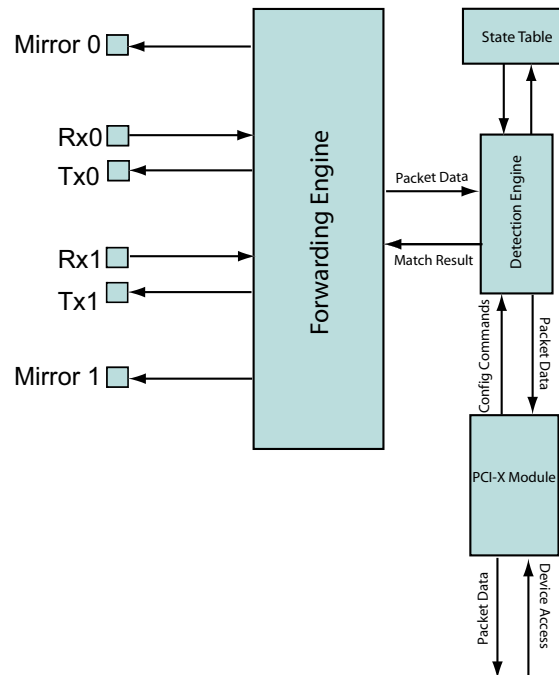 Mirror 0
State Table
Rx0
Tx0
Forwarding Engine
Packet Data
Detection Engine
Match Result
Rx1
Tx1
Config Commands
Packet Data
Mirror 1
PCI-X Module
Packet Data
Device Access